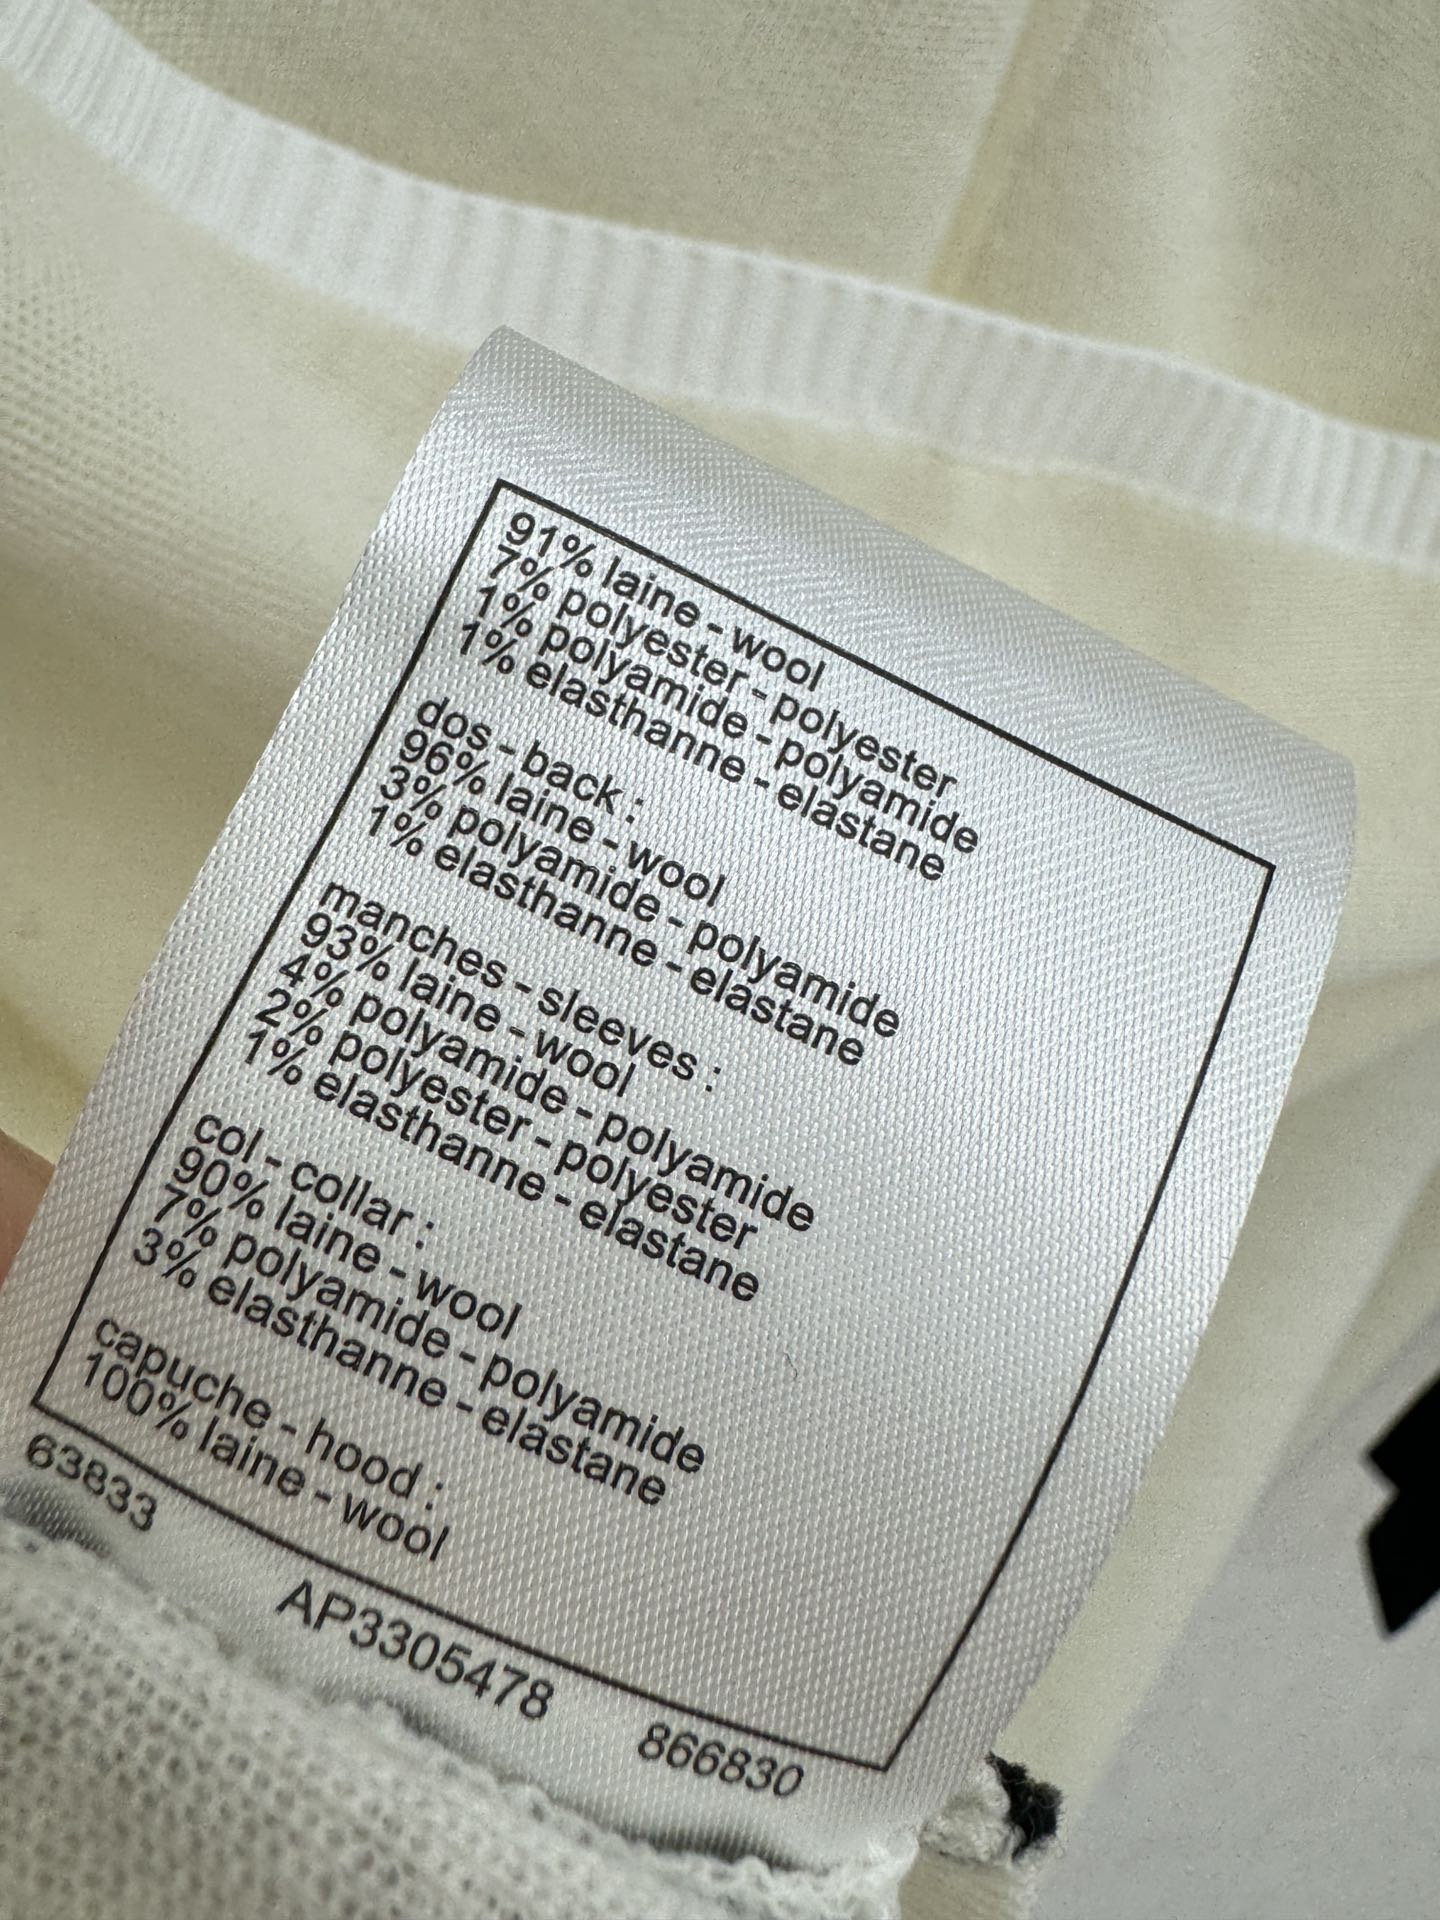 91% laine - wool
7% polyester - polyester
1% polyamide - polyamide
1% elasthanne - elastane
dos - back :
96% laine - wool
3% polyamide - polyamide
1% elasthanne - elastane
manches - sleeves :
93% laine - wool
4% polyamide - polyamide
2% polyester - polyester
1% elasthanne - elastane
col - collar :
90% laine - wool
7% polyamide - polyamide
3% elasthanne - elastane
capuche - hood :
100% laine - wool
63833 AP3305478 866830